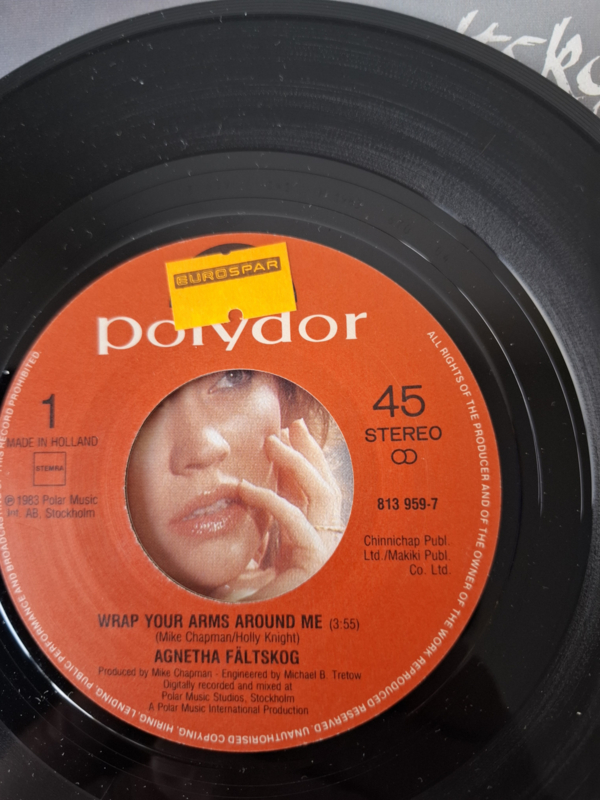 EUROSPAR
polydor
1
MADE IN HOLLAND
STEMRA
℗ 1983 Polar Music
Int. AB, Stockholm
45
STEREO
813 959-7
Chinnichap Publ.
Ltd./Makiki Publ.
Co. Ltd.
WRAP YOUR ARMS AROUND ME (3:55)
(Mike Chapman/Holly Knight)
AGNETHA FÄLTSKOG
Produced by Mike Chapman - Engineered by Michael B. Tretow
Digitally recorded and mixed at
Polar Music Studios, Stockholm
A Polar Music International Production
ALL RIGHTS OF THE PRODUCER AND OF THE OWNER OF THE WORK REPRODUCED RESERVED. UNAUTHORISED COPYING, HIRING, LENDING, PUBLIC PERFORMANCE AND BROADCASTING RECORD PROHIBITED.